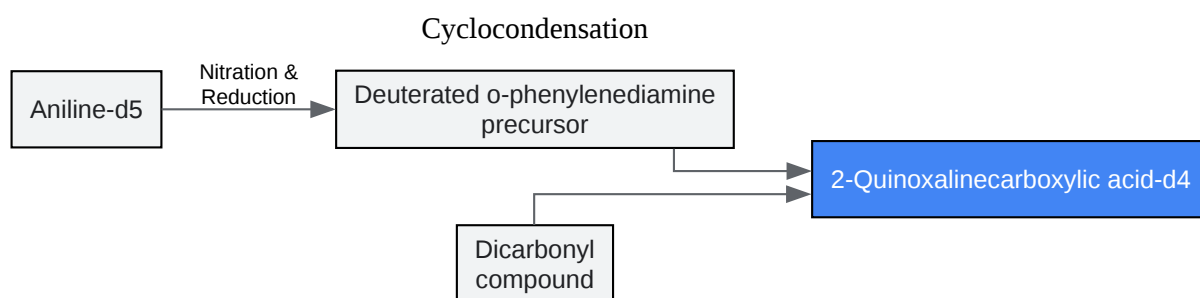 Cyclocondensation
Aniline-d5
Nitration &
Reduction
Deuterated o-phenylenediamine
precursor
2-Quinoxalinecarboxylic acid-d4
Dicarbonyl
compound